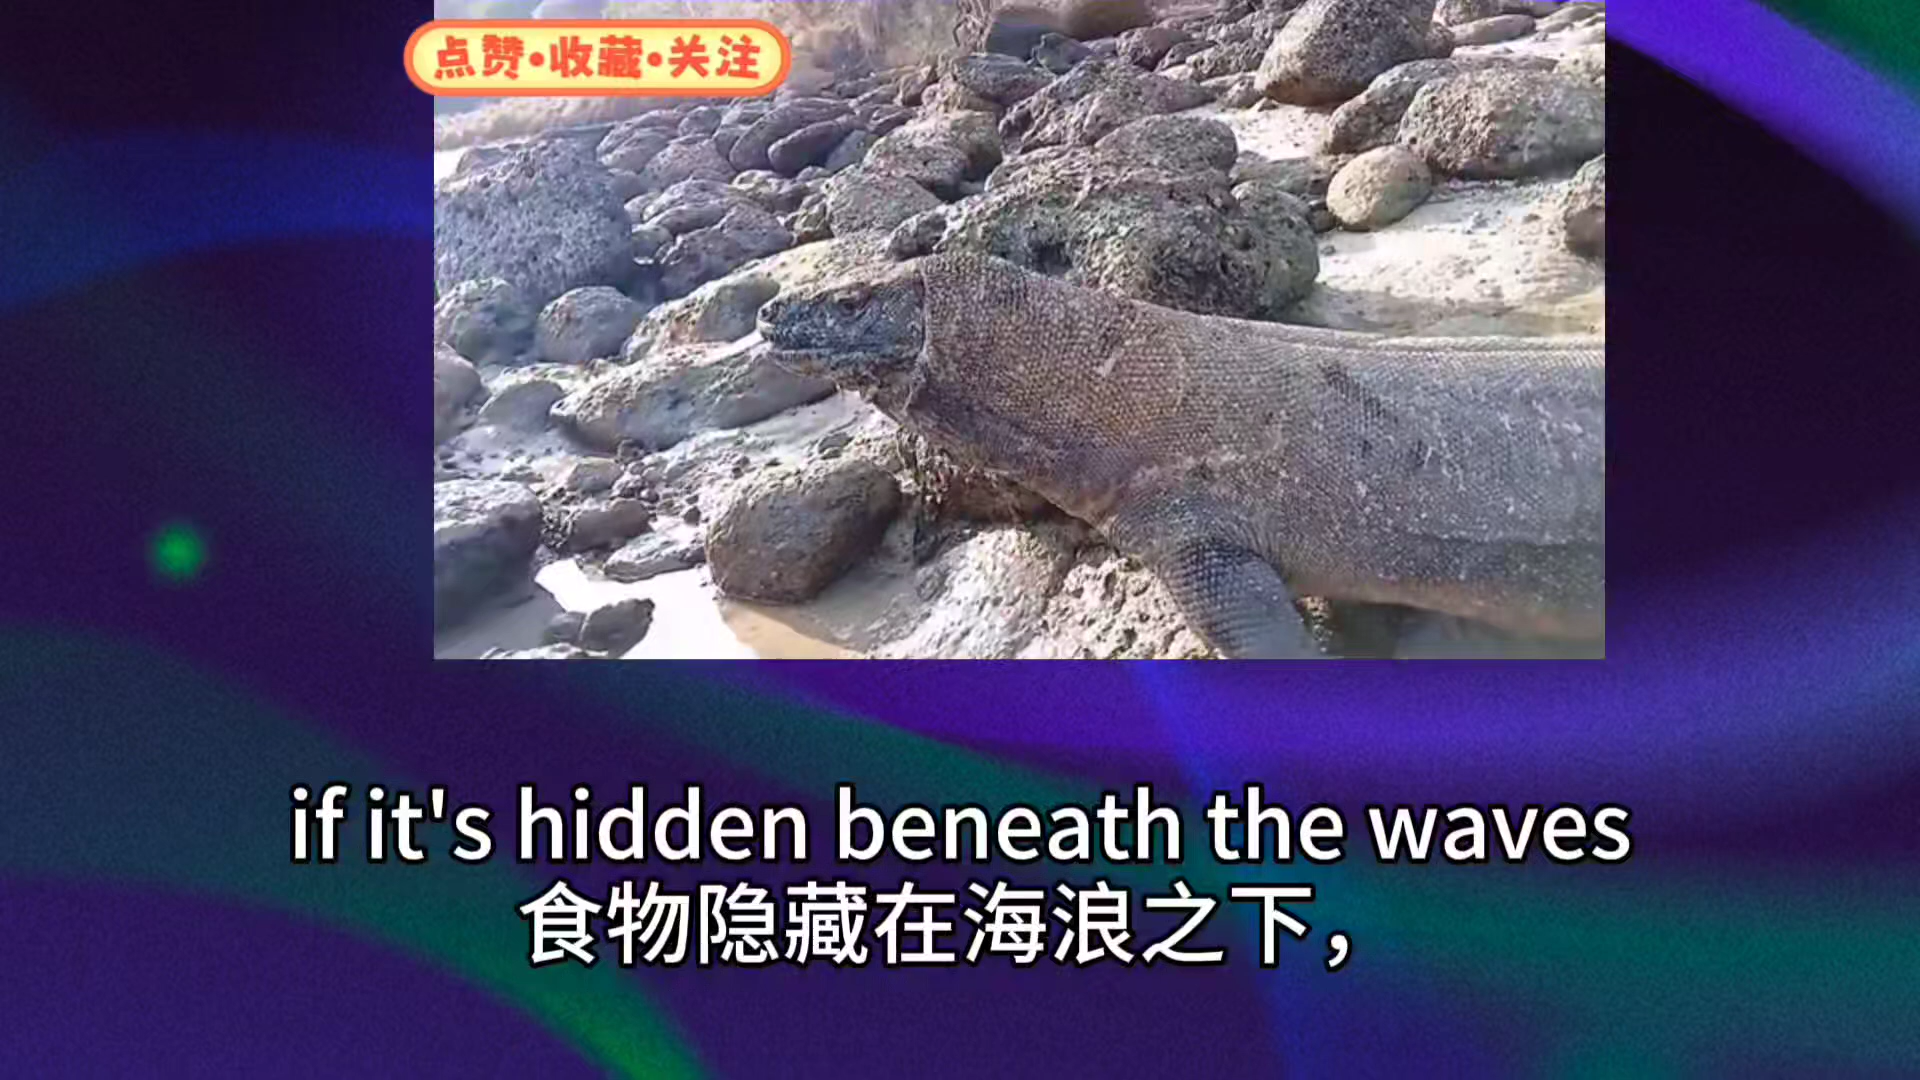 点赞•收藏•关注
if it's hidden beneath the waves
食物隐藏在海浪之下，